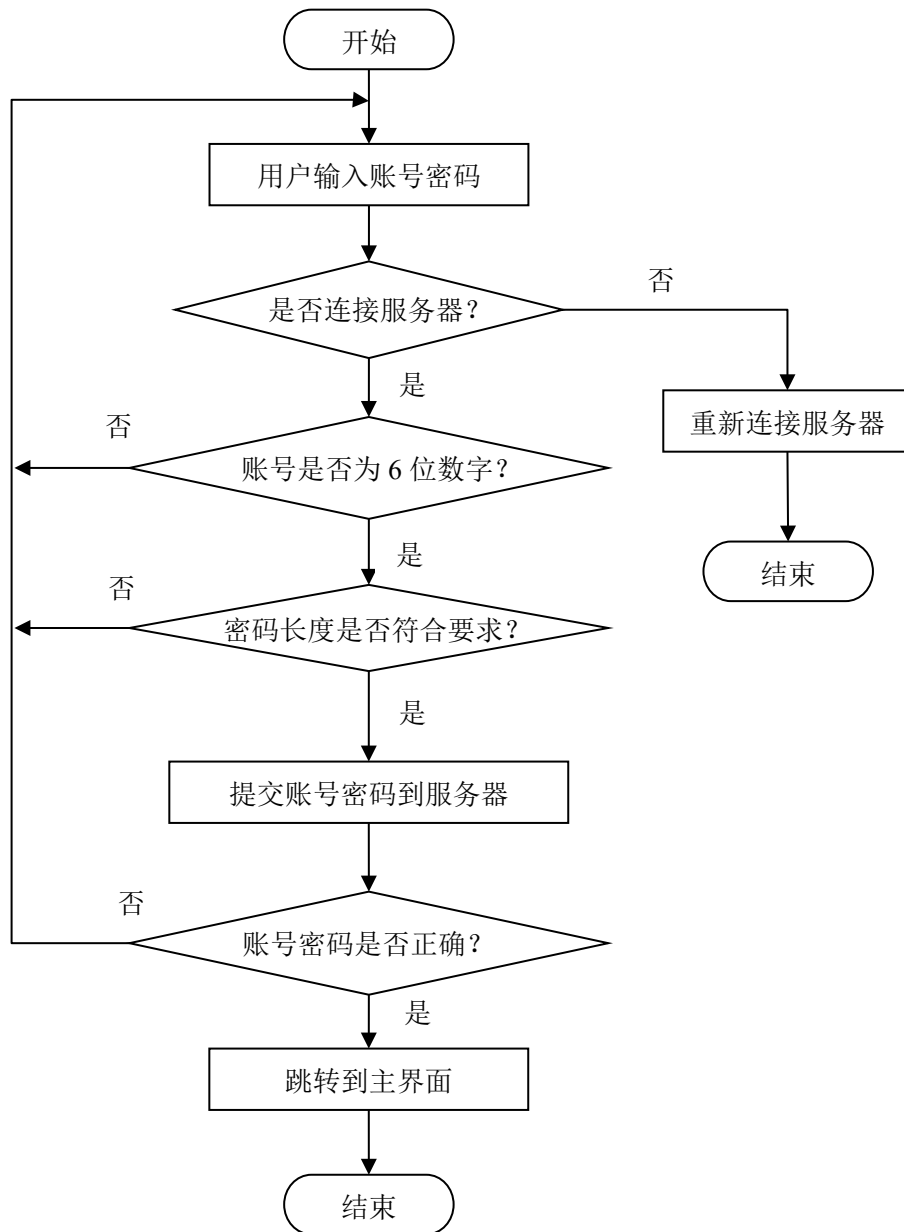 开始
用户输入账号密码
否
是否连接服务器？
是
重新连接服务器
否
账号是否为 6 位数字？
是
结束
否
密码长度是否符合要求？
是
提交账号密码到服务器
否
账号密码是否正确？
是
跳转到主界面
结束